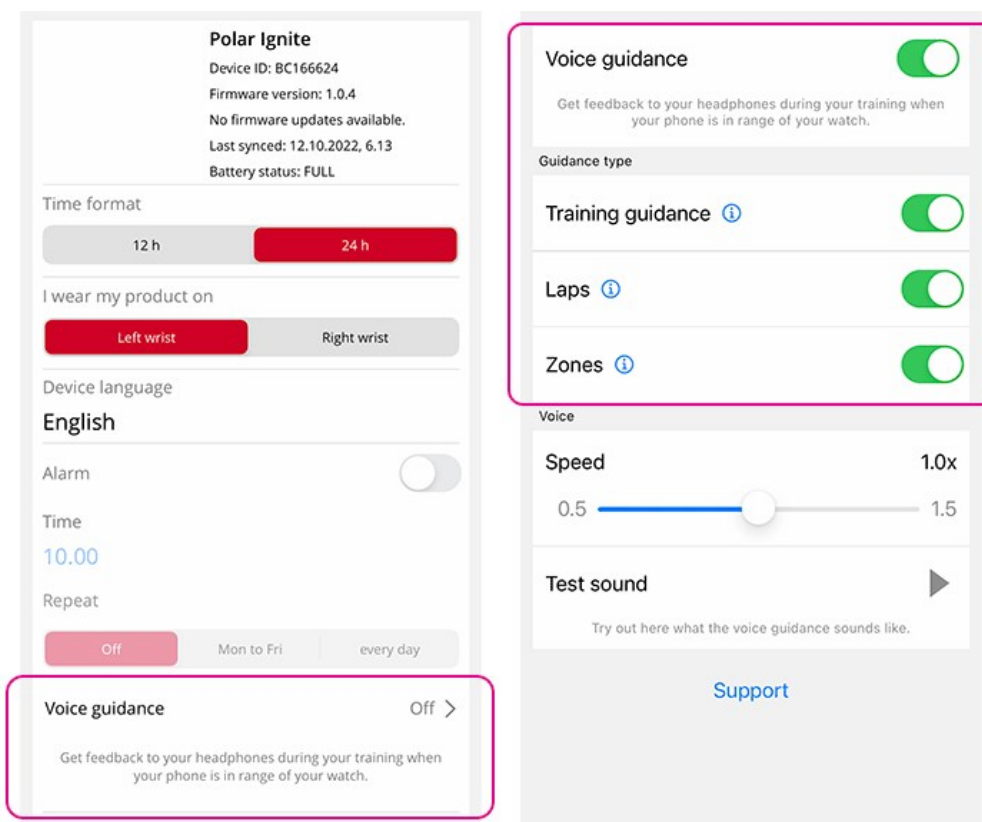 Polar Ignite
Device ID: BC166624
Firmware version: 1.0.4
No firmware updates available.
Last synced: 12.10.2022, 6.13
Battery status: FULL
Time format
12 h 24 h
I wear my product on
Left wrist Right wrist
Device language
English
Alarm
Time
10.00
Repeat
Off Mon to Fri every day
Voice guidance Off
Get feedback to your headphones during your training when
your phone is in range of your watch.
Voice guidance
Get feedback to your headphones during your training when
your phone is in range of your watch.
Guidance type
Training guidance
Laps
Zones
Voice
Speed 1.0x
0.5 1.5
Test sound
Try out here what the voice guidance sounds like.
Support